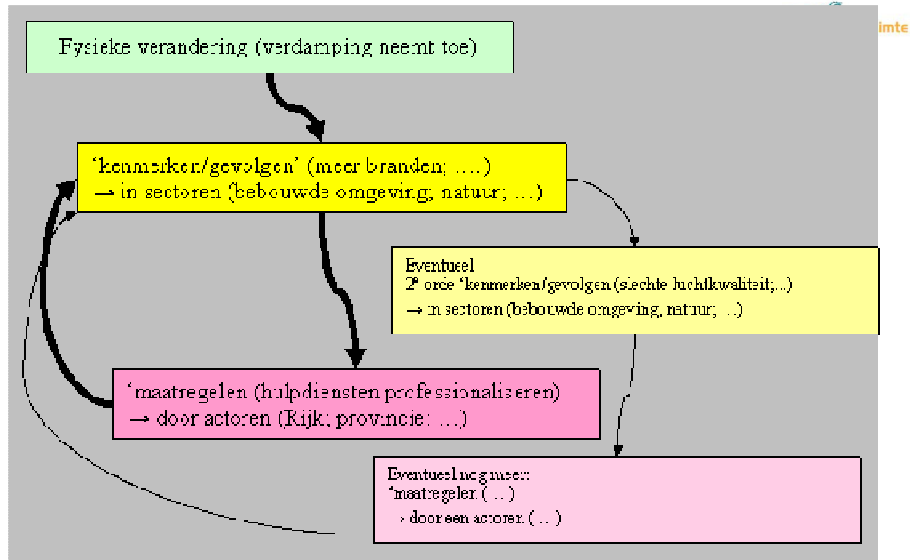 imte
Fysieke verandering (verdamping neemt toe)
'kenmerken/gevolgen' (meer branden; ….)
→ in sectoren (bebouwde omgeving; natuur; …)
Eventueel
2e orde 'kenmerken/gevolgen (slechte luchtkwaliteit;...)
→ in sectoren (bebouwde omgeving, natuur; …)
'maatregelen (hulpdiensten professionaliseren)
→ door actoren (Rijk; provincie; …)
Eventueel nog meer:
'maatregelen (…)
→ door een actoren (…)